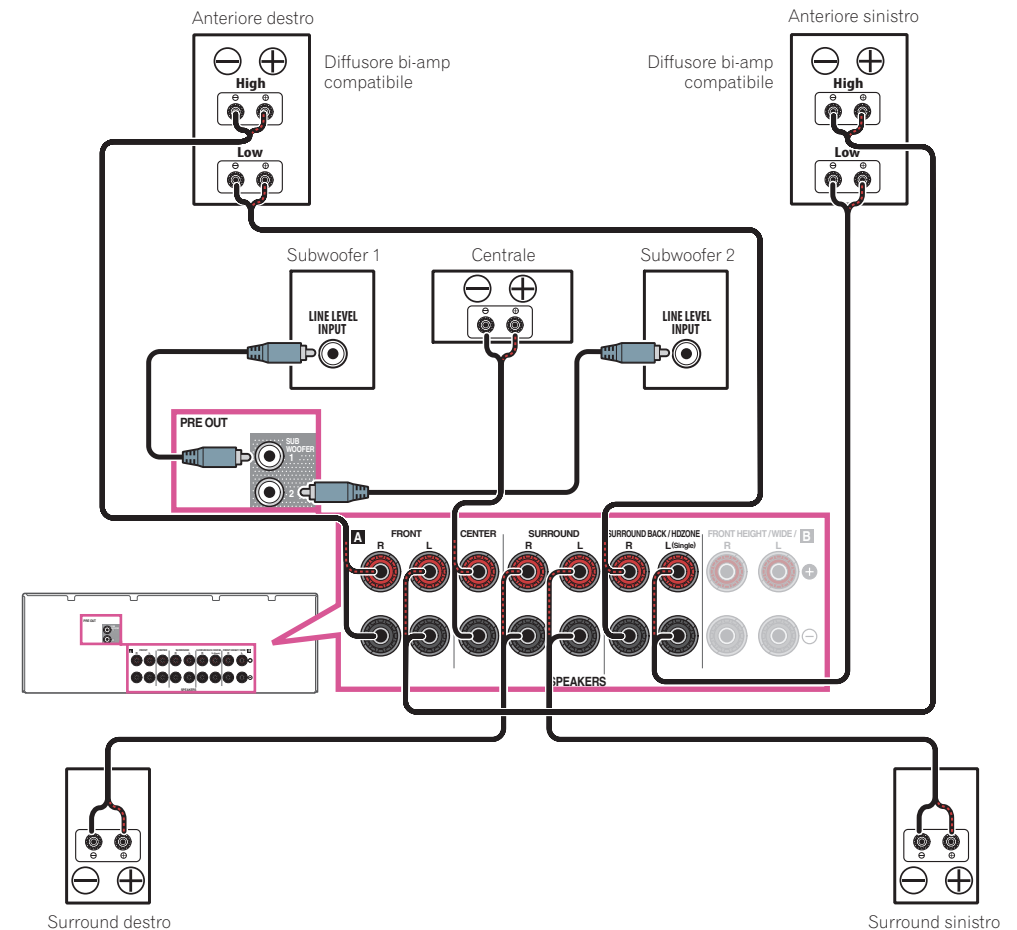 Anteriore destro
Anteriore sinistro
Diffusore bi-amp
compatibile
Diffusore bi-amp
compatibile
High
High
Low
Low
Subwoofer 1
Centrale
Subwoofer 2
LINE LEVEL
INPUT
LINE LEVEL
INPUT
PRE OUT
SUB
WOOFER
1
2
A
FRONT
CENTER
SURROUND
SURROUND BACK / HDZONE
FRONT HEIGHT / WIDE /
B
R
L
R
L
R
L (Single)
R
L
SPEAKERS
PRE OUT
SPEAKERS
Surround destro
Surround sinistro